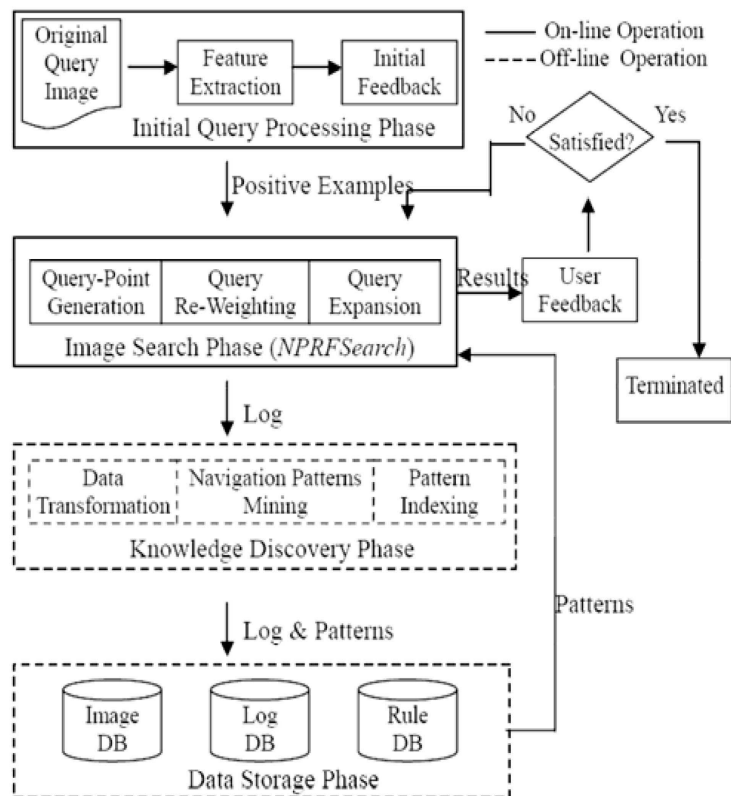 Original
Query
Image
Feature
Extraction
Initial
Feedback
Initial Query Processing Phase
On-line Operation
Off-line Operation
No
Satisfied?
Yes
Positive Examples
Query-Point
Generation
Query
Re-Weighting
Query
Expansion
Image Search Phase (NPRFSearch)
Results
User
Feedback
Terminated
Log
Data
Transformation
Navigation Patterns
Mining
Pattern
Indexing
Knowledge Discovery Phase
Patterns
Log & Patterns
Image
DB
Log
DB
Rule
DB
Data Storage Phase